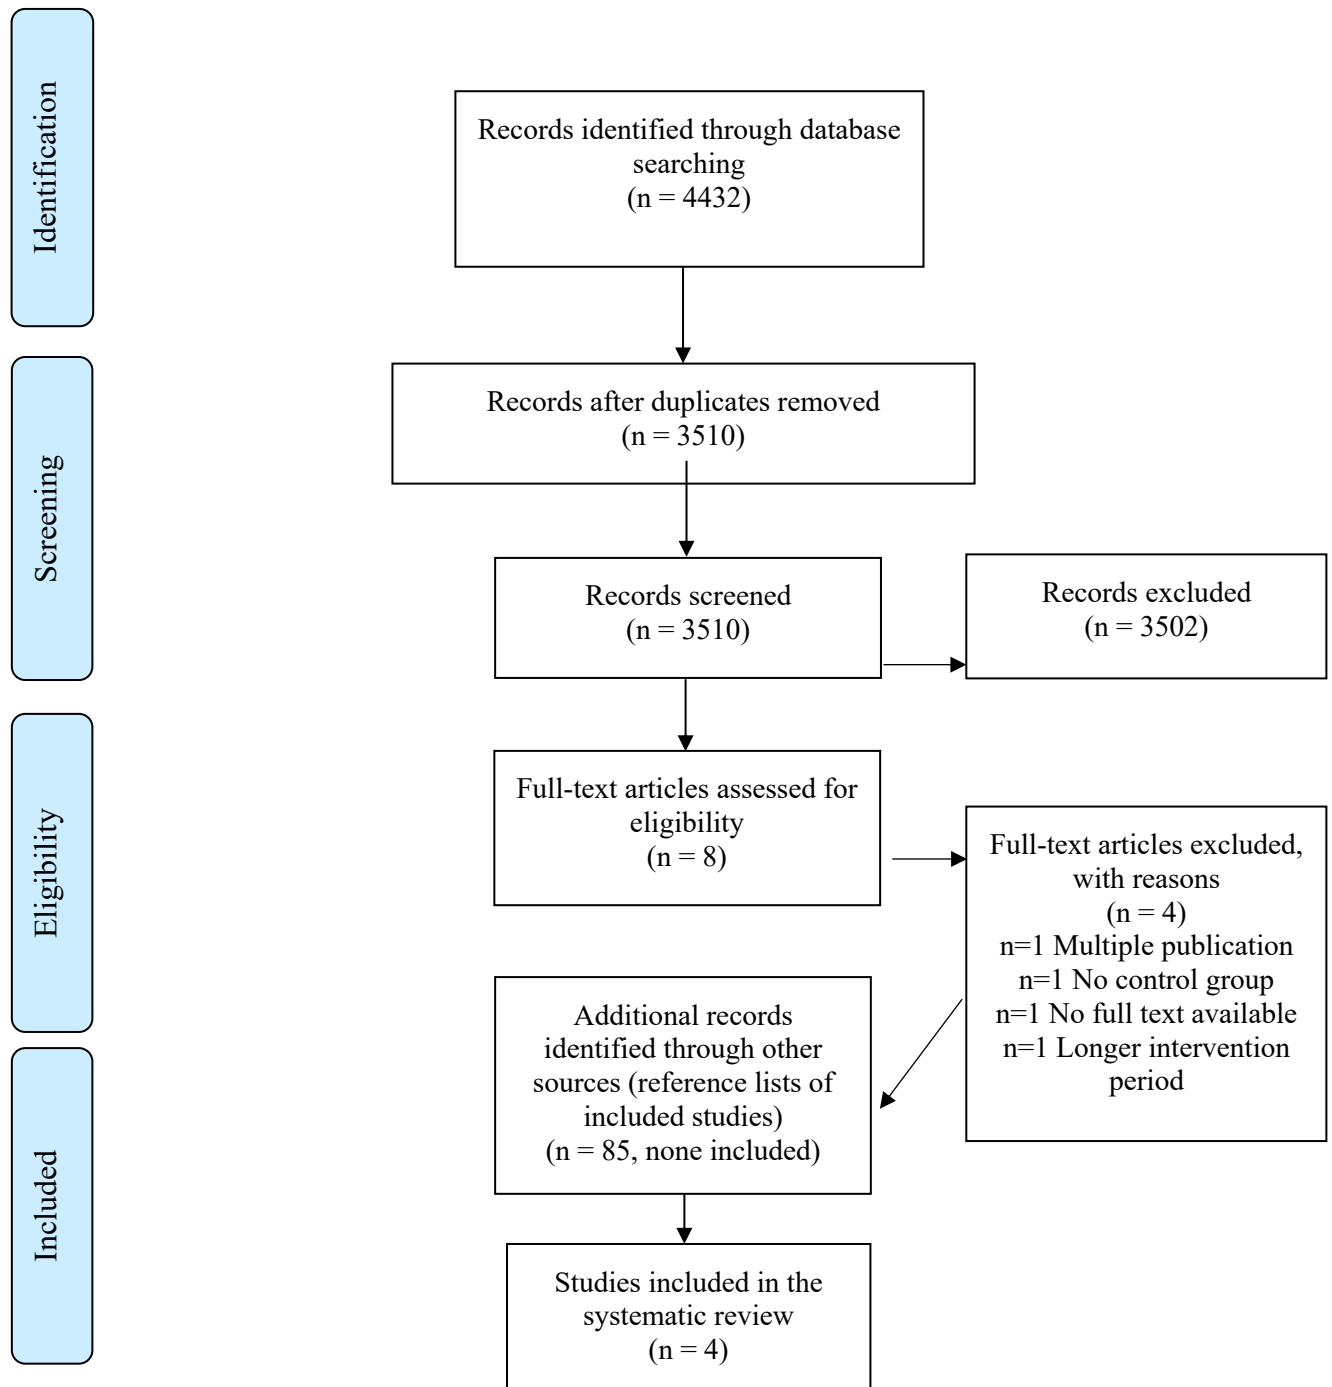 Identification
Records identified through database
searching
(n = 4432)
Screening
Records after duplicates removed
(n = 3510)
Records screened
(n = 3510)
Records excluded
(n = 3502)
Eligibility
Full-text articles assessed for
eligibility
(n = 8)
Full-text articles excluded,
with reasons
(n = 4)
n=1 Multiple publication
n=1 No control group
n=1 No full text available
n=1 Longer intervention
period
Additional records
identified through other
sources (reference lists of
included studies)
(n = 85, none included)
Included
Studies included in the
systematic review
(n = 4)